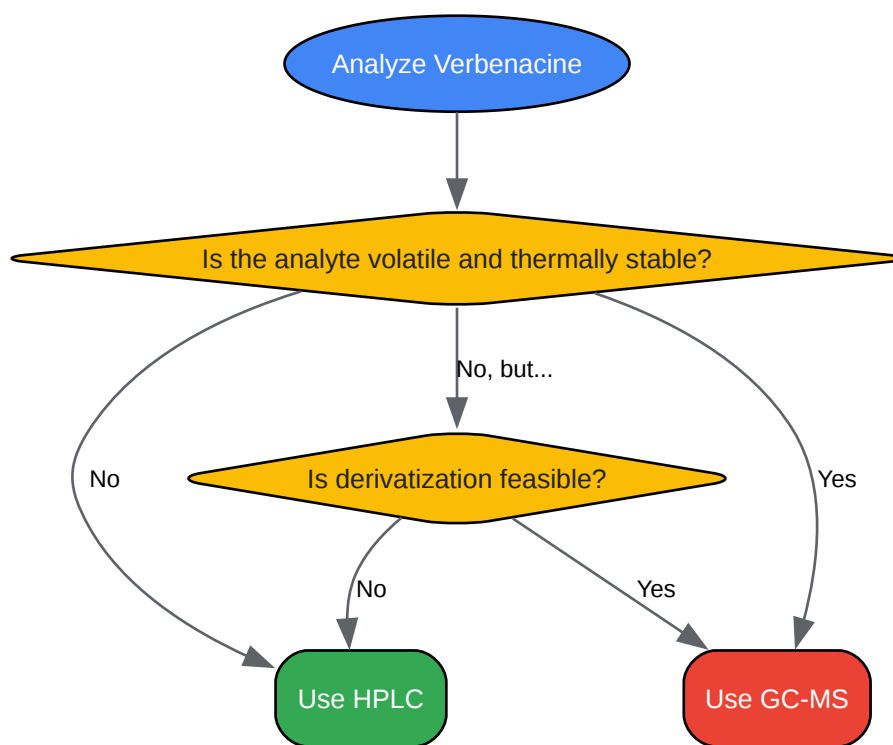 Analyze Verbenacine
Is the analyte volatile and thermally stable?
No, but...
No
Is derivatization feasible?
Yes
No
Yes
Use HPLC
Use GC-MS